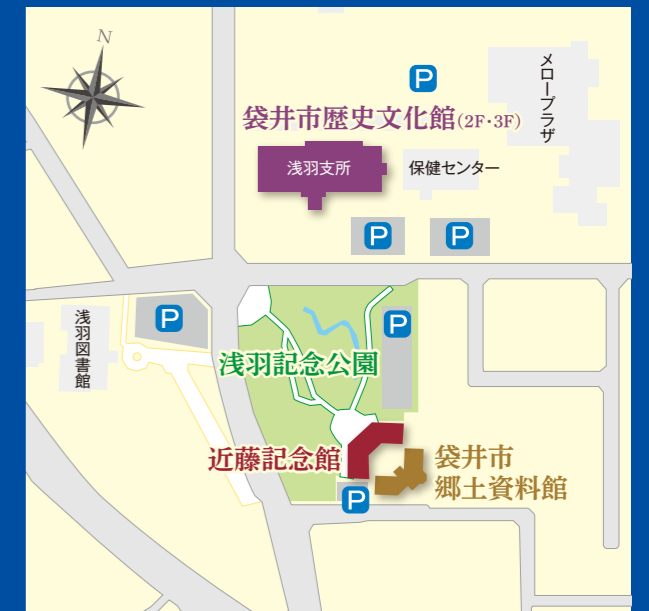 N
P
メロープラザ
袋井市歴史文化館(2F・3F)
浅羽支所
保健センター
P
P
P
P
浅羽図書館
浅羽記念公園
近藤記念館
袋井市
郷土資料館
P